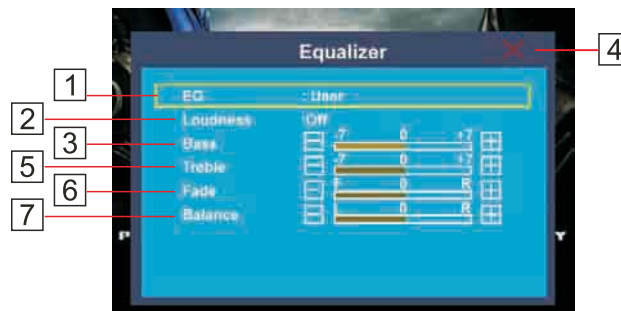 Equalizer
4
1
EQ : User
2
Loudness Off
3
Bass -7 0 +7
5
Treble -7 0 +7
6
Fade F 0 R
7
Balance L 0 R
P
Y